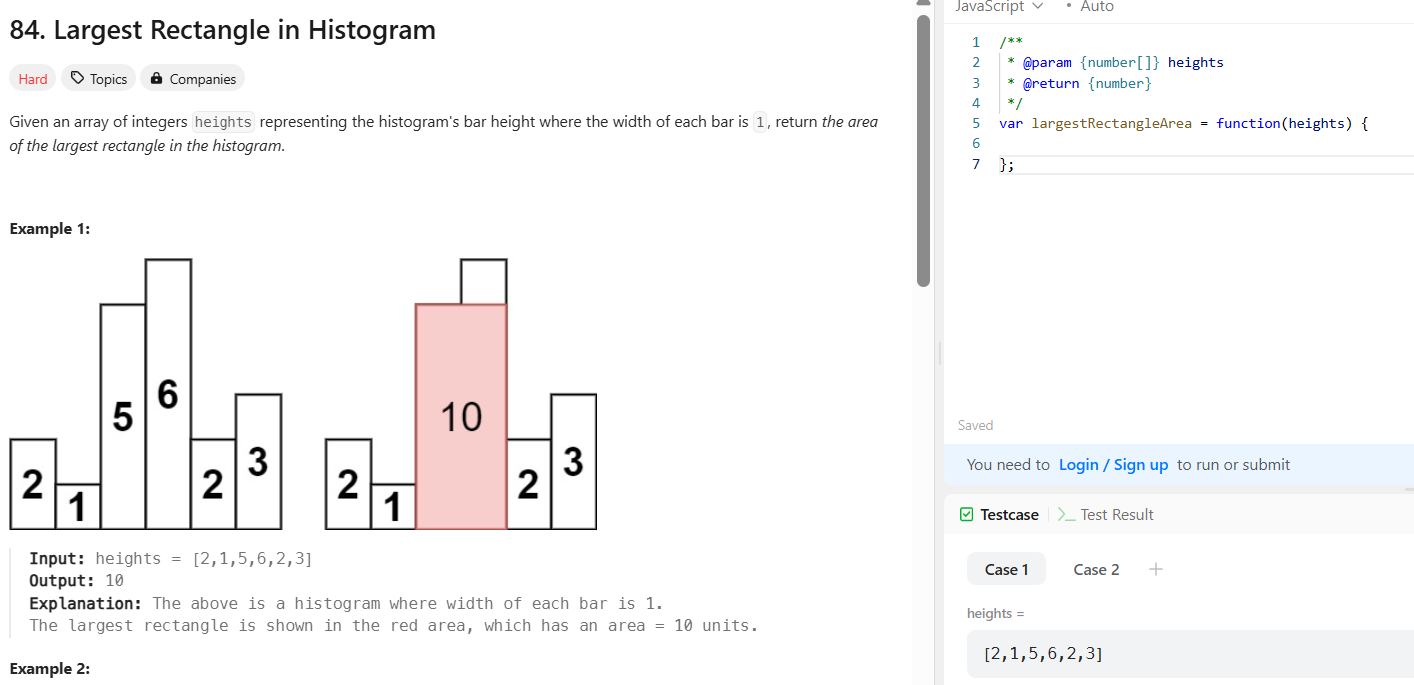 84. Largest Rectangle in Histogram
Hard Topics Companies
Given an array of integers heights representing the histogram's bar height where the width of each bar is 1, return the area
of the largest rectangle in the histogram.
Example 1:
2 1 5 6 2 3
2 1 10 2 3
Input: heights = [2,1,5,6,2,3]
Output: 10
Explanation: The above is a histogram where width of each bar is 1.
The largest rectangle is shown in the red area, which has an area = 10 units.
Example 2:
JavaScript • Auto
1 /**
2 * @param {number[]} heights
3 * @return {number}
4 */
5 var largestRectangleArea = function(heights) {
6
7 };
Saved
You need to Login / Sign up to run or submit
Testcase >_ Test Result
Case 1 Case 2 +
heights =
[2,1,5,6,2,3]